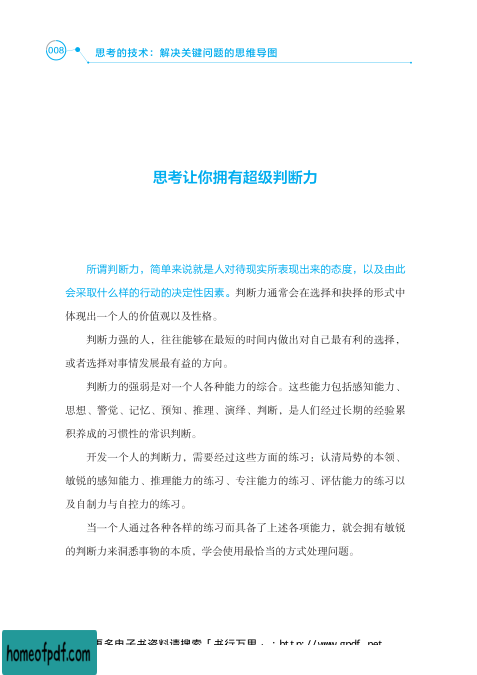 008
思考的技术：解决关键问题的思维导图
思考让你拥有超级判断力
所谓判断力，简单来说就是人对待现实所表现出来的态度，以及由此
会采取什么样的行动的决定性因素。判断力通常会在选择和抉择的形式中
体现出一个人的价值观以及性格。
判断力强的人，往往能够在最短的时间内做出对自己最有利的选择，
或者选择对事情发展最有益的方向。
判断力的强弱是对一个人各种能力的综合。这些能力包括感知能力、
思想、警觉、记忆、预知、推理、演绎、判断，是人们经过长期的经验累
积养成的习惯性的常识判断。
开发一个人的判断力，需要经过这些方面的练习：认清局势的本领、
敏锐的感知能力、推理能力的练习、专注能力的练习、评估能力的练习以
及自制力与自控力的练习。
当一个人通过各种各样的练习而具备了上述各项能力，就会拥有敏锐
的判断力来洞悉事物的本质，学会使用最恰当的方式处理问题。
更多电子书资料请搜索「书行万里」：http://www.gpdf.net
homeofpdf.com